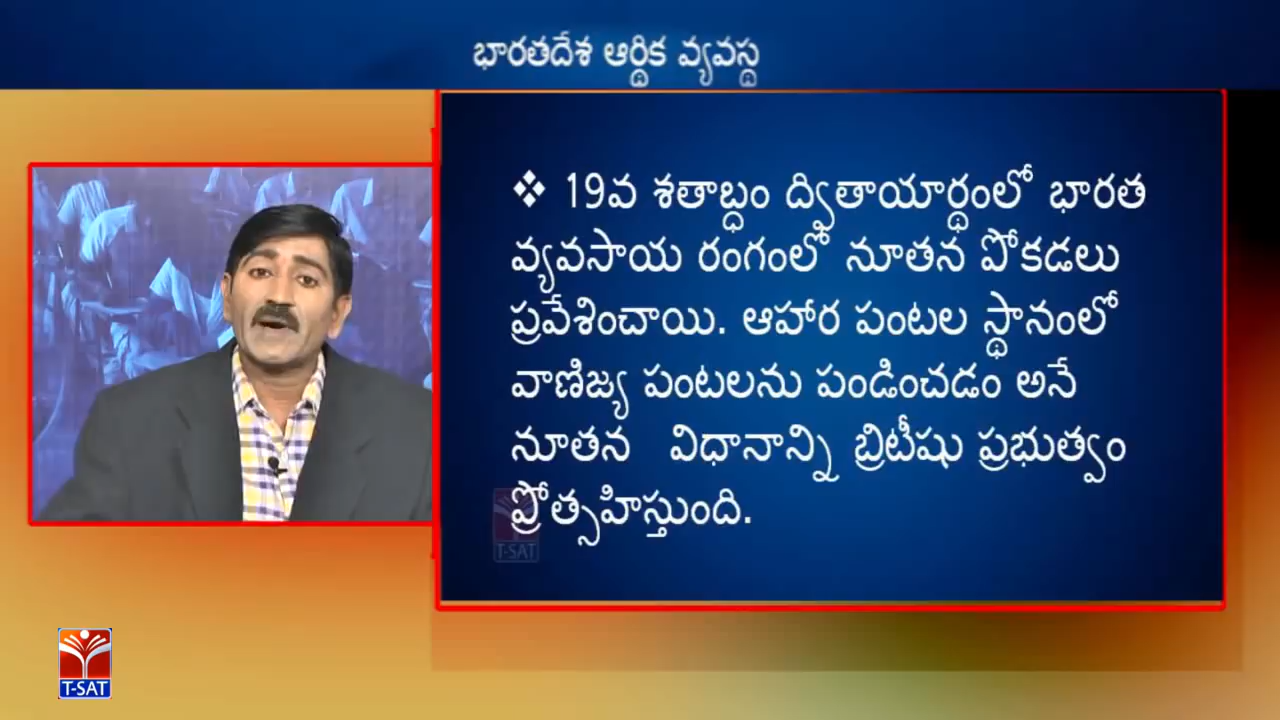 భారతదేశ ఆర్థిక వ్యవస్థ
❖ 19వ శతాబ్ధం ద్వితాయార్థంలో భారత
వ్యవసాయ రంగంలో నూతన పోకడలు
ప్రవేశించాయి. ఆహార పంటల స్థానంలో
వాణిజ్య పంటలను పండించడం అనే
నూతన విధానాన్ని బ్రిటీషు ప్రభుత్వం
ప్రోత్సహిస్తుంది.
T-SAT
T-SAT